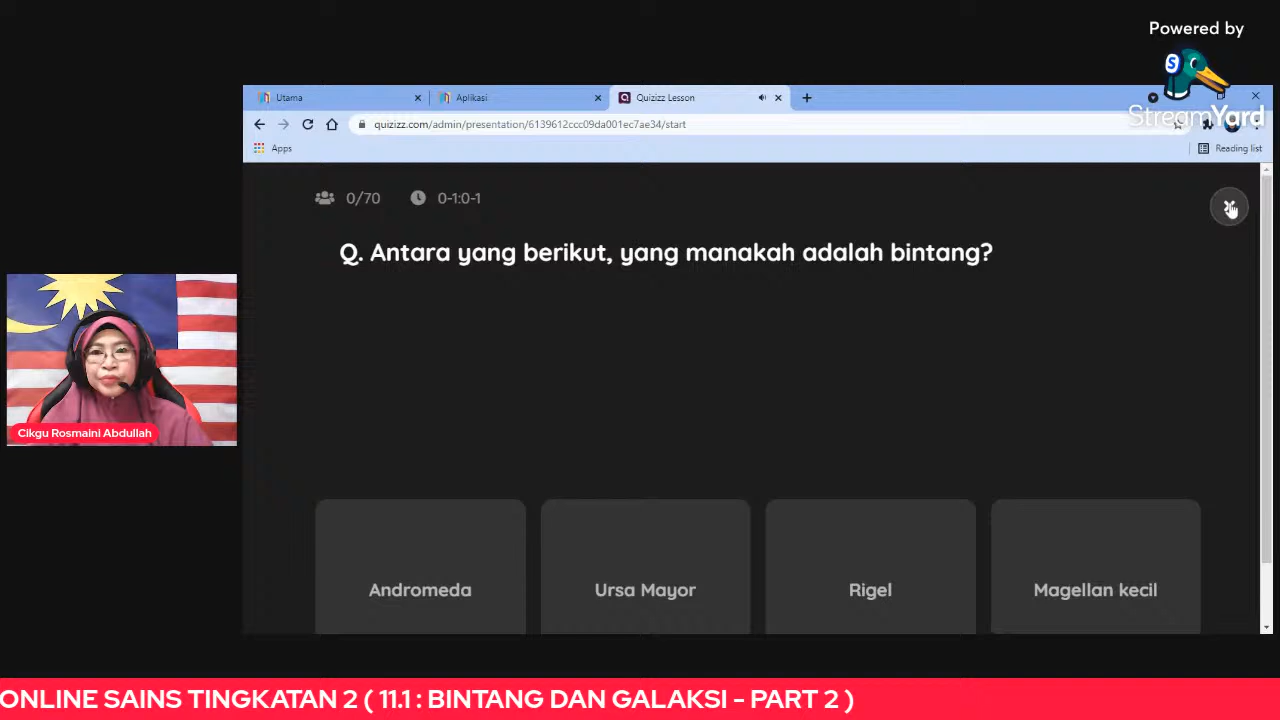 Powered by
StreamYard
Utama
Aplikasi
Quizizz Lesson
quizizz.com/admin/presentation/6139612ccc09da001ec7ae34/start
Apps
Reading list
0/70
0-1:0-1
Q. Antara yang berikut, yang manakah adalah bintang?
Cikgu Rosmaini Abdullah
Andromeda
Ursa Mayor
Rigel
Magellan kecil
ONLINE SAINS TINGKATAN 2 ( 11.1 : BINTANG DAN GALAKSI - PART 2 )